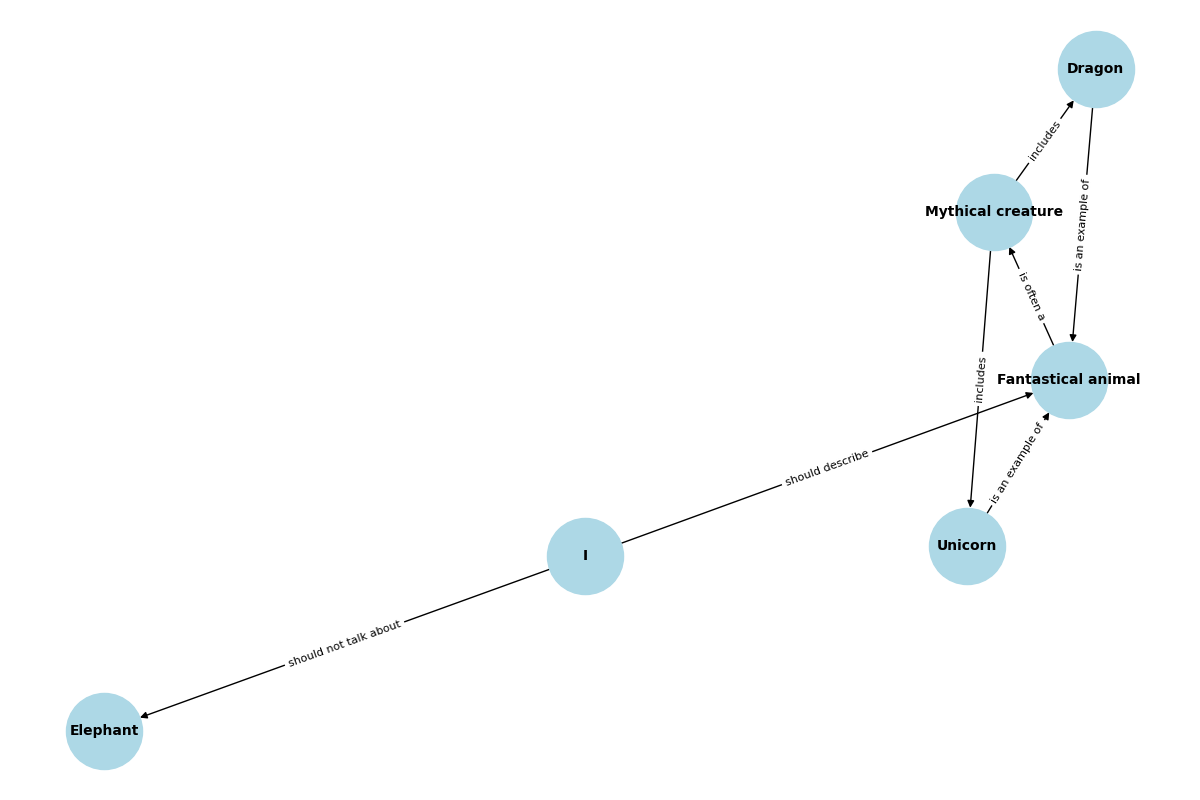 Dragon
includes
is an example of
Mythical creature
is often a
includes
Fantastical animal
should describe
is an example of
Unicorn
I
should not talk about
Elephant